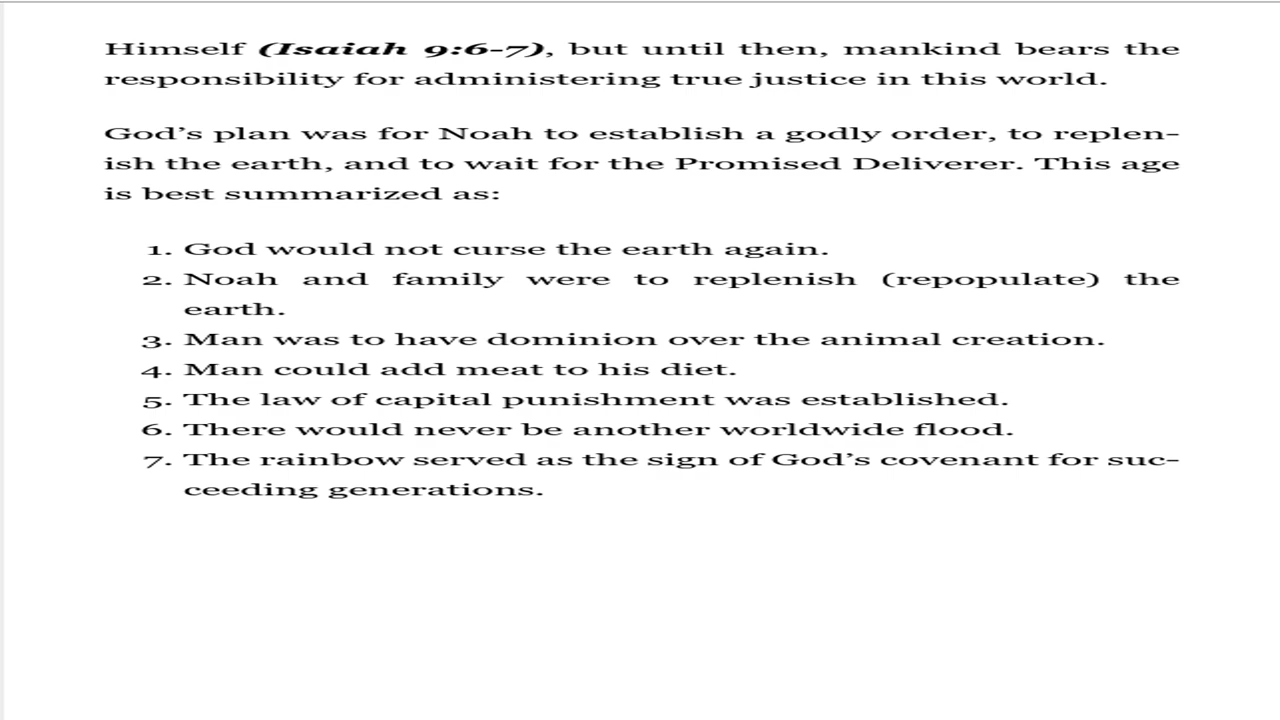 Himself (Isaiah 9:6-7), but until then, mankind bears the
responsibility for administering true justice in this world.
God's plan was for Noah to establish a godly order, to replen-
ish the earth, and to wait for the Promised Deliverer. This age
is best summarized as:
1. God would not curse the earth again.
2. Noah and family were to replenish (repopulate) the
earth.
3. Man was to have dominion over the animal creation.
4. Man could add meat to his diet.
5. The law of capital punishment was established.
6. There would never be another worldwide flood.
7. The rainbow served as the sign of God's covenant for suc-
ceeding generations.